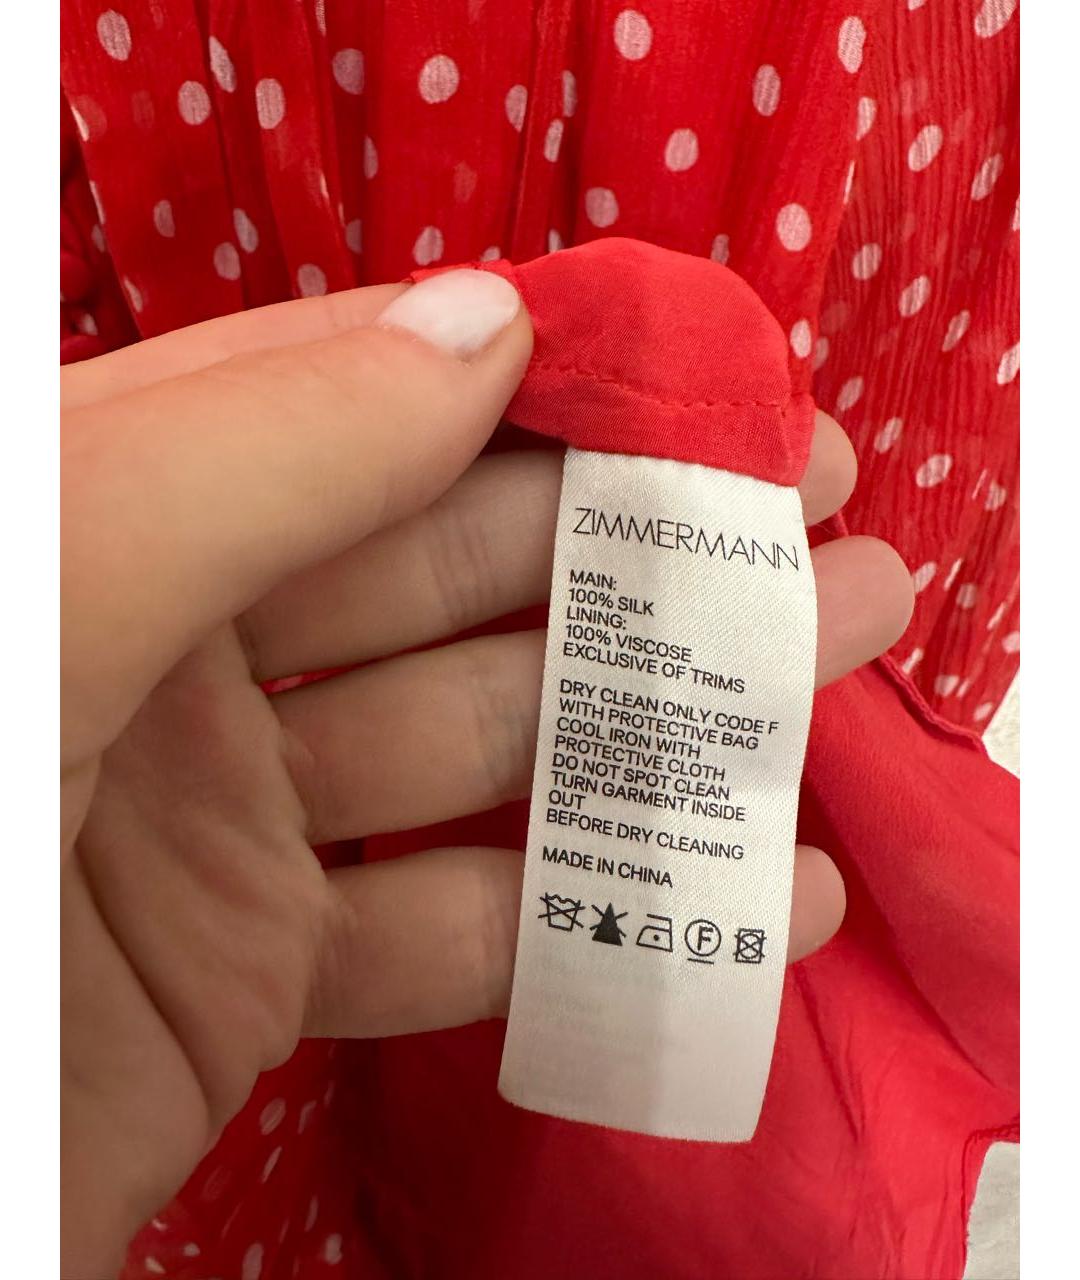 ZIMMERMANN
MAIN:
100% SILK
LINING:
100% VISCOSE
EXCLUSIVE OF TRIMS
DRY CLEAN ONLY CODE F
WITH PROTECTIVE BAG
COOL IRON WITH
PROTECTIVE CLOTH
DO NOT SPOT CLEAN
TURN GARMENT INSIDE
OUT
BEFORE DRY CLEANING
MADE IN CHINA
F